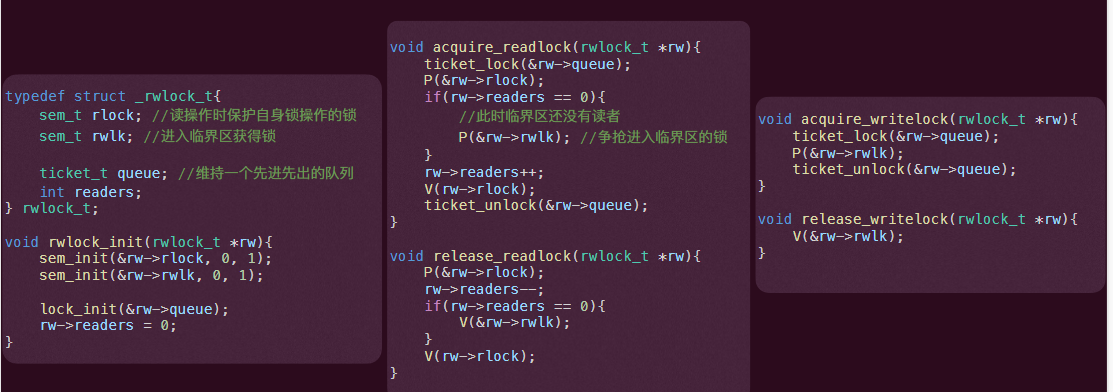 typedef struct _rwlock_t{
    sem_t rlock; //读操作时保护自身锁操作的锁
    sem_t rwlk; //进入临界区获得锁

    ticket_t queue; //维持一个先进先出的队列
    int readers;
} rwlock_t;

void rwlock_init(rwlock_t *rw){
    sem_init(&rw->rlock, 0, 1);
    sem_init(&rw->rwlk, 0, 1);

    lock_init(&rw->queue);
    rw->readers = 0;
}

void acquire_readlock(rwlock_t *rw){
    ticket_lock(&rw->queue);
    P(&rw->rlock);
    if(rw->readers == 0){
        //此时临界区还没有读者
        P(&rw->rwlk); //争抢进入临界区的锁
    }
    rw->readers++;
    V(&rw->rlock);
    ticket_unlock(&rw->queue);
}

void release_readlock(rwlock_t *rw){
    P(&rw->rlock);
    rw->readers--;
    if(rw->readers == 0){
        V(&rw->rwlk);
    }
    V(&rw->rlock);
}

void acquire_writelock(rwlock_t *rw){
    ticket_lock(&rw->queue);
    P(&rw->rwlk);
    ticket_unlock(&rw->queue);
}

void release_writelock(rwlock_t *rw){
    V(&rw->rwlk);
}